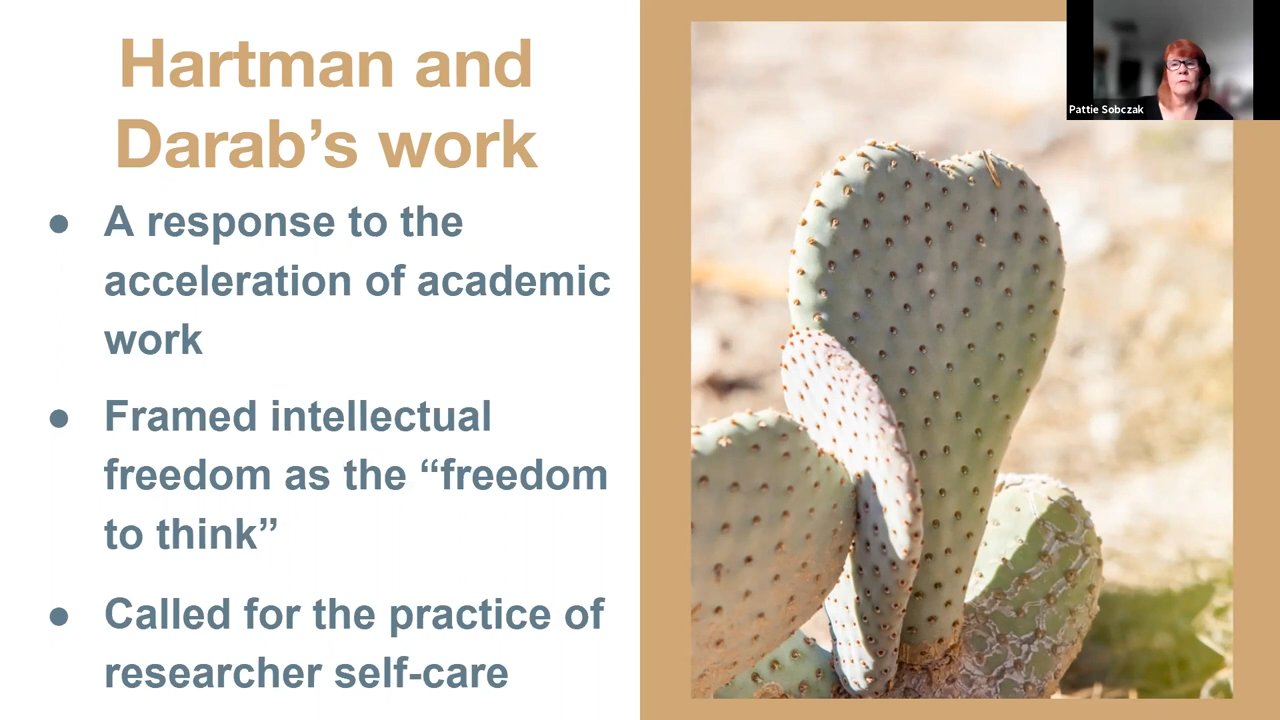 Hartman and
Darab’s work
● A response to the
acceleration of academic
work
● Framed intellectual
freedom as the “freedom
to think”
● Called for the practice of
researcher self-care
Pattie Sobczak